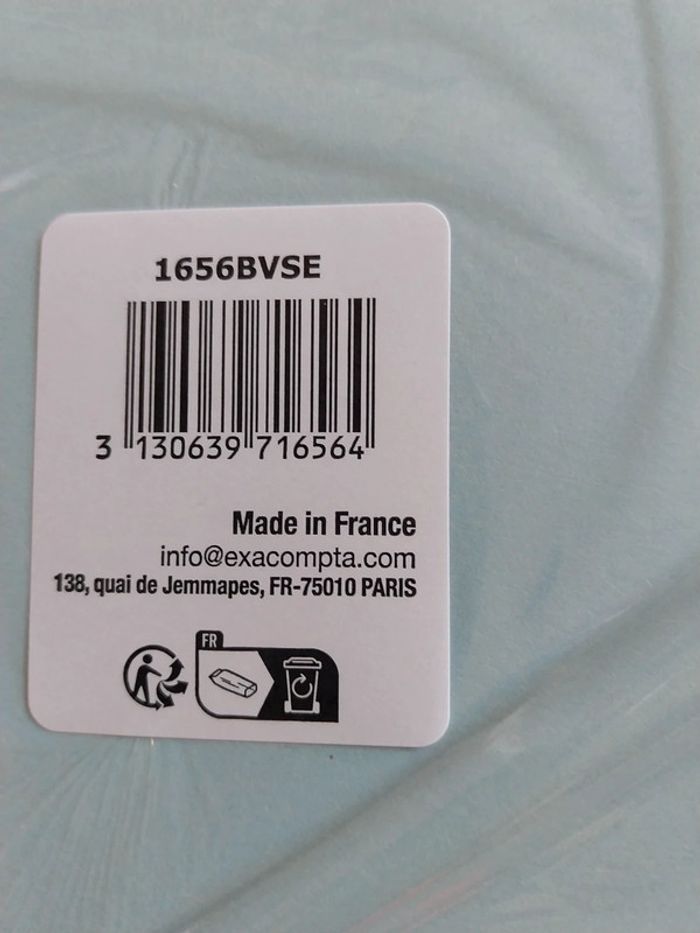 1656BVSE
3 130639 716564
Made in France
info@exacompta.com
138, quai de Jemmapes, FR-75010 PARIS
FR